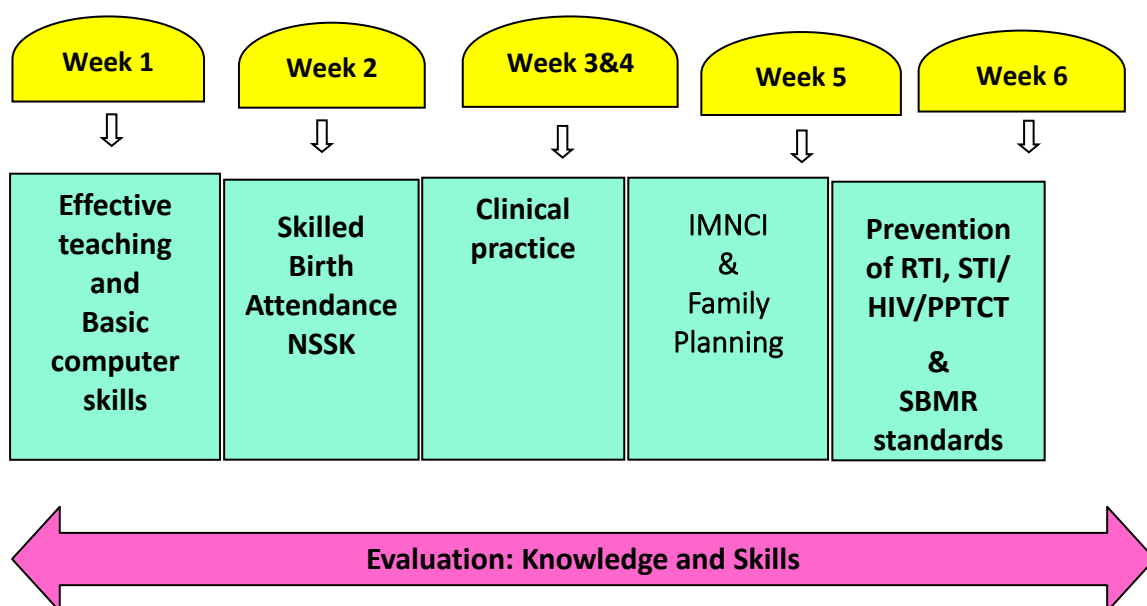 Week 1
Week 2
Week 3&4
Week 5
Week 6
Effective
teaching
and
Basic
computer
skills
Skilled
Birth
Attendance
NSSK
Clinical
practice
IMNCI
&
Family
Planning
Prevention
of RTI, STI/
HIV/PPTCT
&
SBMR
standards
Evaluation: Knowledge and Skills